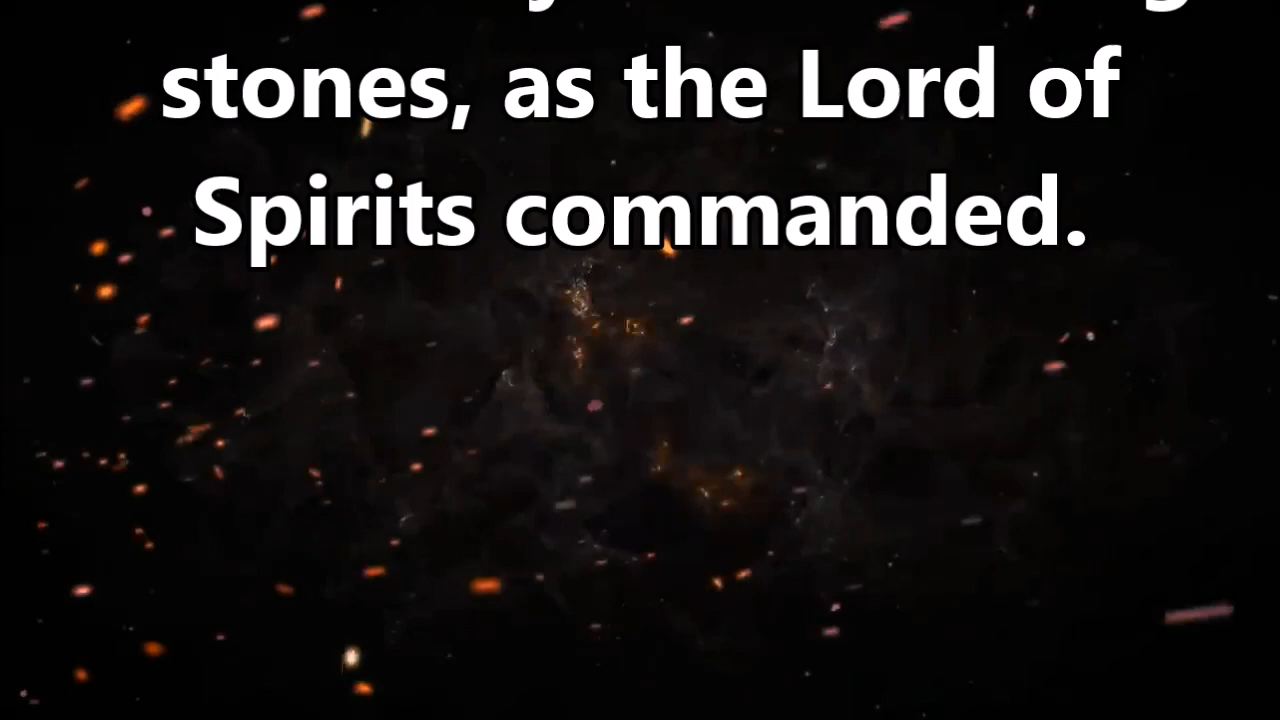 stones, as the Lord of
Spirits commanded.